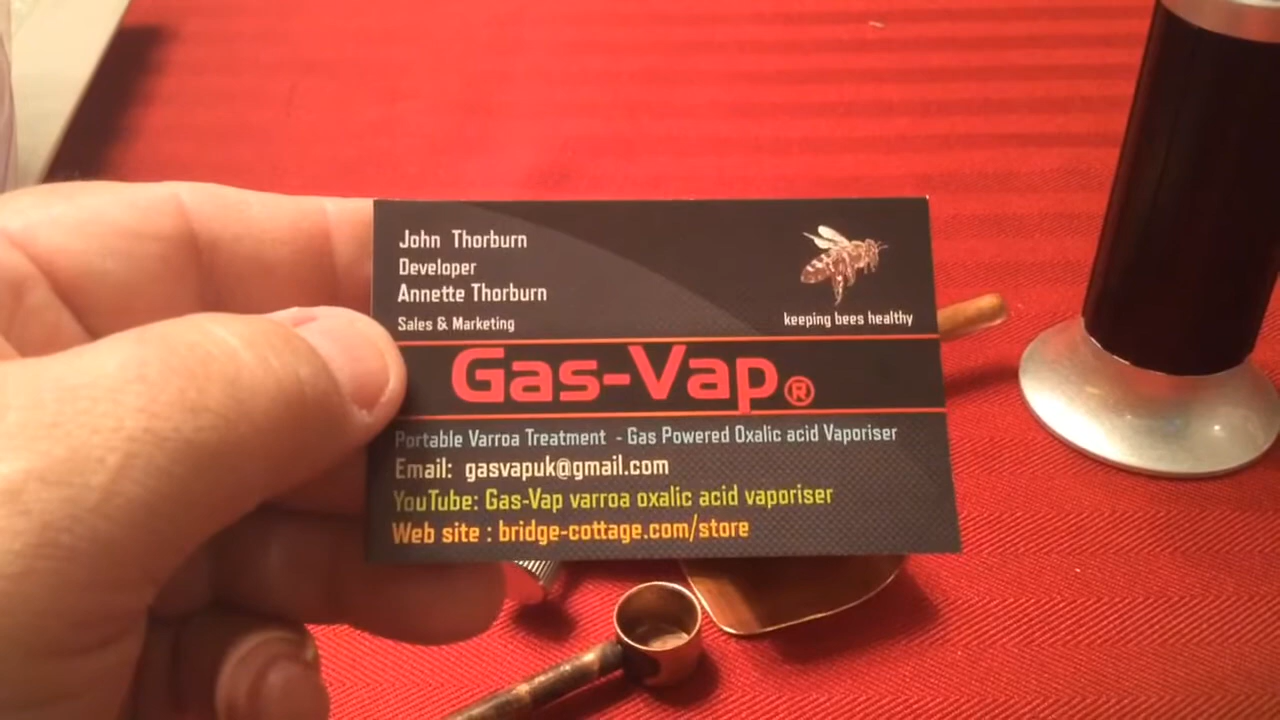 John Thorburn
Developer
Annette Thorburn
Sales & Marketing
keeping bees healthy
Gas-Vap®
Portable Varroa Treatment - Gas Powered Oxalic acid Vaporiser
Email: gasvapuk@gmail.com
YouTube: Gas-Vap varroa oxalic acid vaporiser
Web site : bridge-cottage.com/store